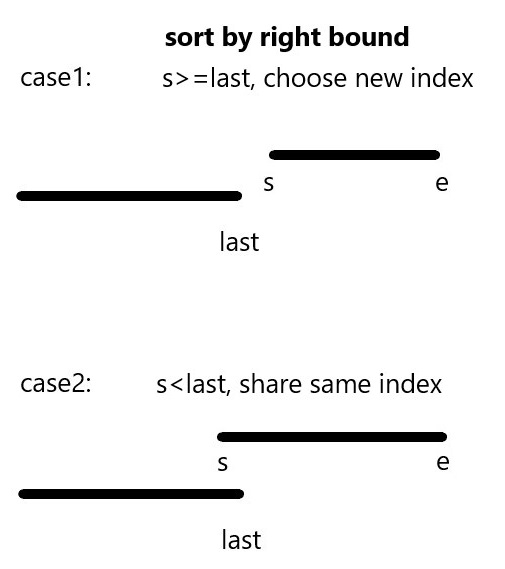 sort by right bound
case1: s>=last, choose new index
s e
last
case2: s<last, share same index
s e
last